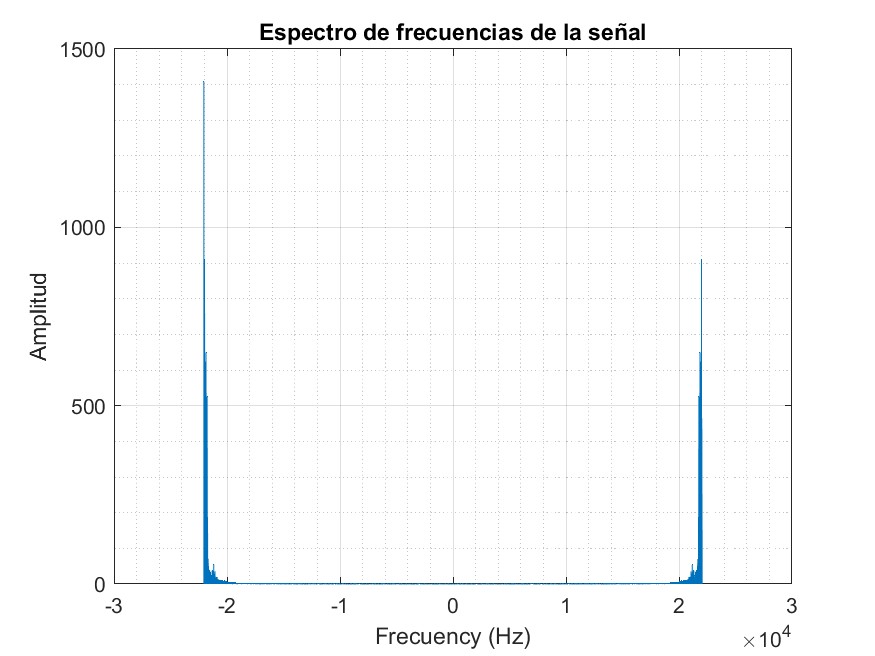 Espectro de frecuencias de la señal
1500
1000
500
0
Amplitud
-3 -2 -1 0 1 2 3
Frecuency (Hz)
×10⁴